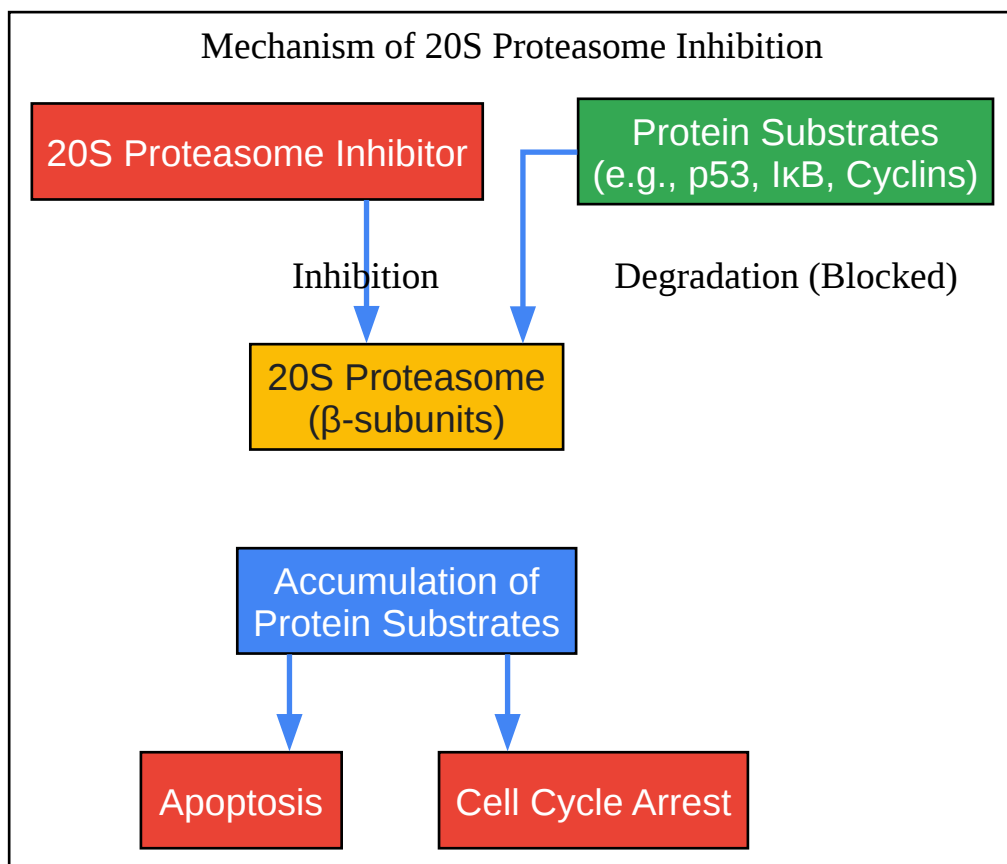 Mechanism of 20S Proteasome Inhibition
20S Proteasome Inhibitor
Protein Substrates
(e.g., p53, IκB, Cyclins)
Inhibition
Degradation (Blocked)
20S Proteasome
(β-subunits)
Accumulation of
Protein Substrates
Apoptosis
Cell Cycle Arrest